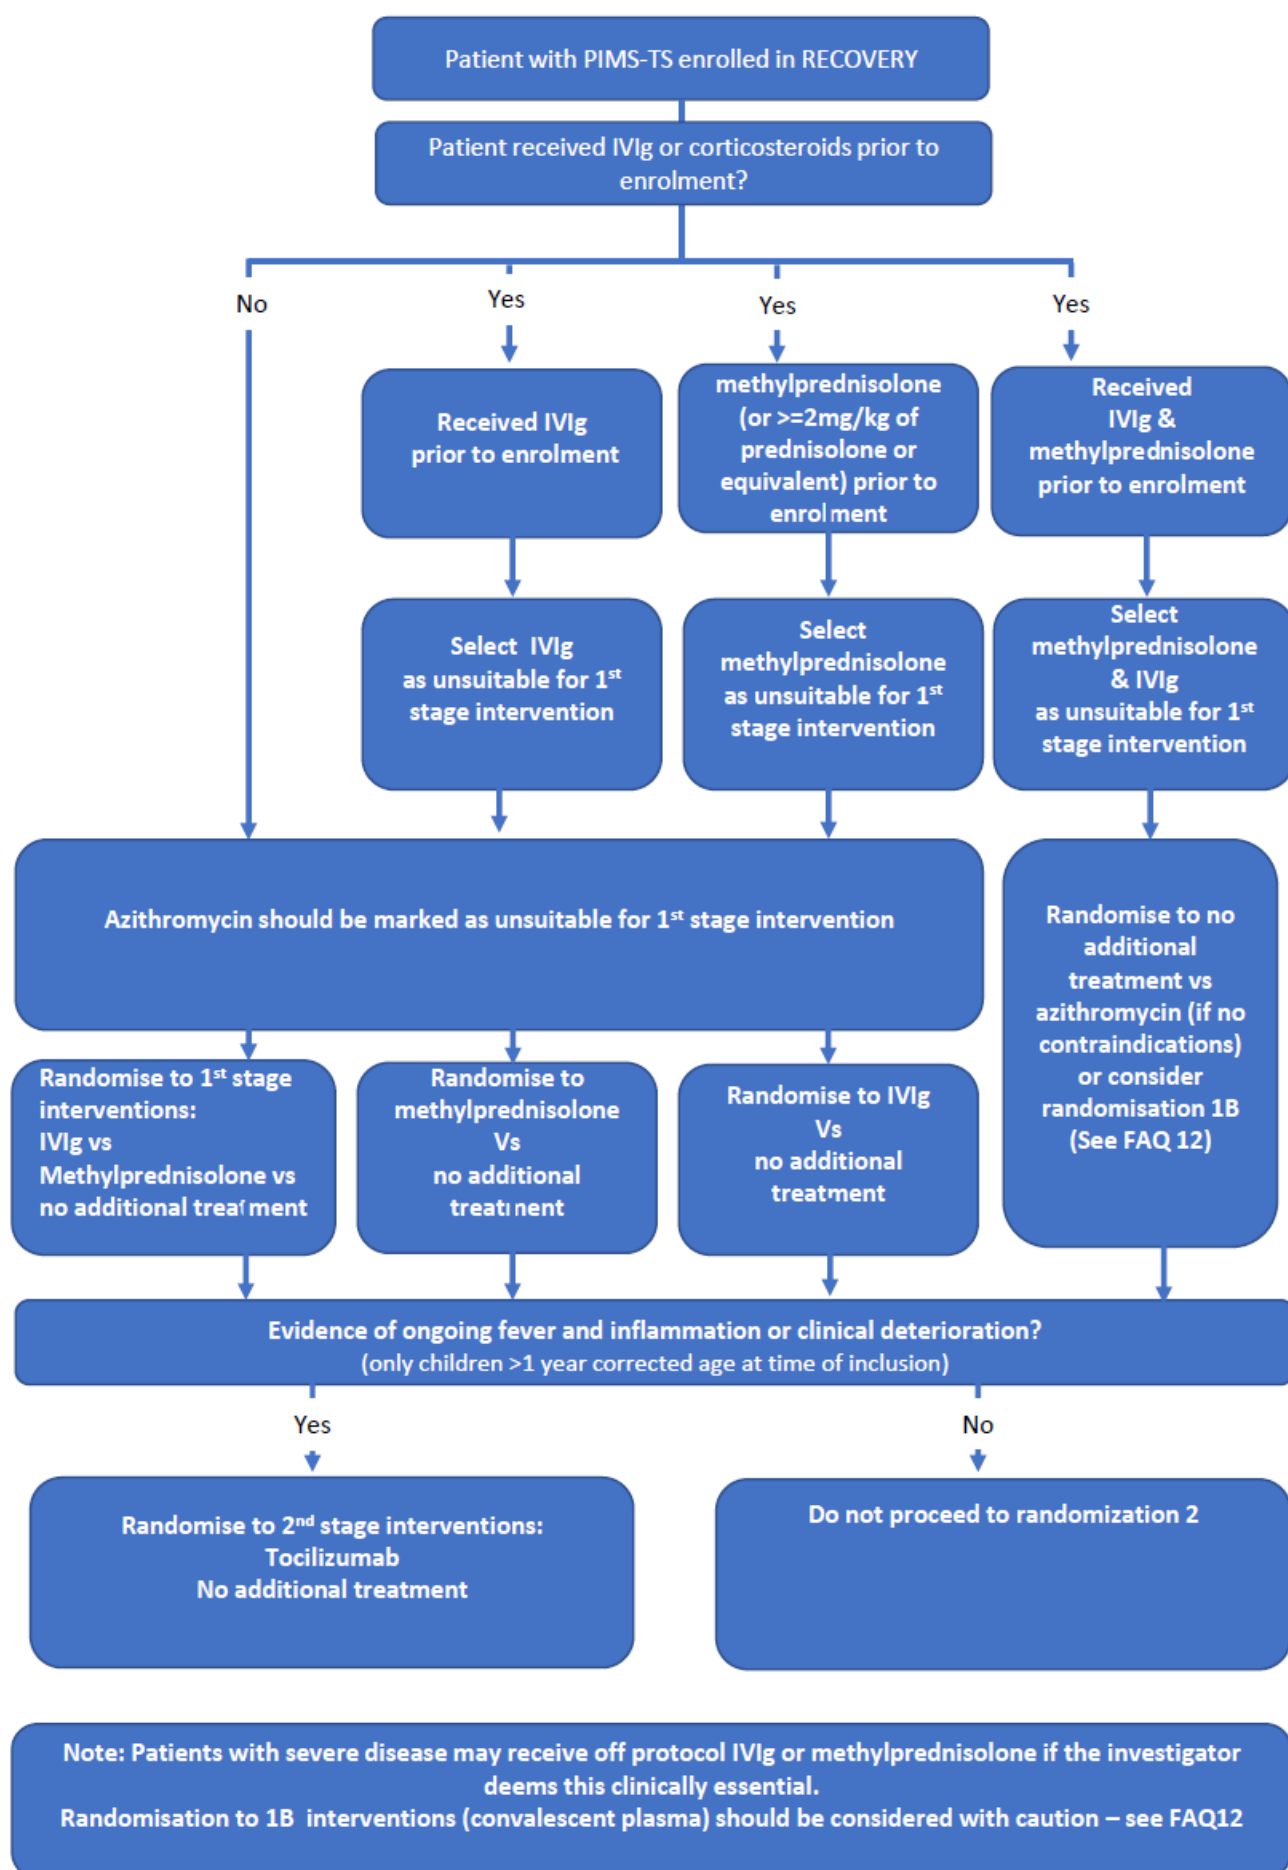 Patient with PIMS-TS enrolled in RECOVERY
Patient received IVIg or corticosteroids prior to
enrolment?
No
Yes
Yes
Yes
Received IVIg
prior to enrolment
methylprednisolone
(or >=2mg/kg of
prednisolone or
equivalent) prior to
enrolment
Received
IVIg &
methylprednisolone
prior to enrolment
Select IVIg
as unsuitable for 1st
stage intervention
Select
methylprednisolone
as unsuitable for 1st
stage intervention
Select
methylprednisolone
& IVIg
as unsuitable for 1st
stage intervention
Azithromycin should be marked as unsuitable for 1st stage intervention
Randomise to no
additional
treatment vs
azithromycin (if no
contraindications)
or consider
randomisation 1B
(See FAQ 12)
Randomise to 1st stage
interventions:
IVIg vs
Methylprednisolone vs
no additional treatment
Randomise to
methylprednisolone
Vs
no additional
treatment
Randomise to IVIg
Vs
no additional
treatment
Evidence of ongoing fever and inflammation or clinical deterioration?
(only children >1 year corrected age at time of inclusion)
Yes
No
Randomise to 2nd stage interventions:
Tocilizumab
No additional treatment
Do not proceed to randomization 2
Note: Patients with severe disease may receive off protocol IVIg or methylprednisolone if the investigator
deems this clinically essential.
Randomisation to 1B interventions (convalescent plasma) should be considered with caution – see FAQ12